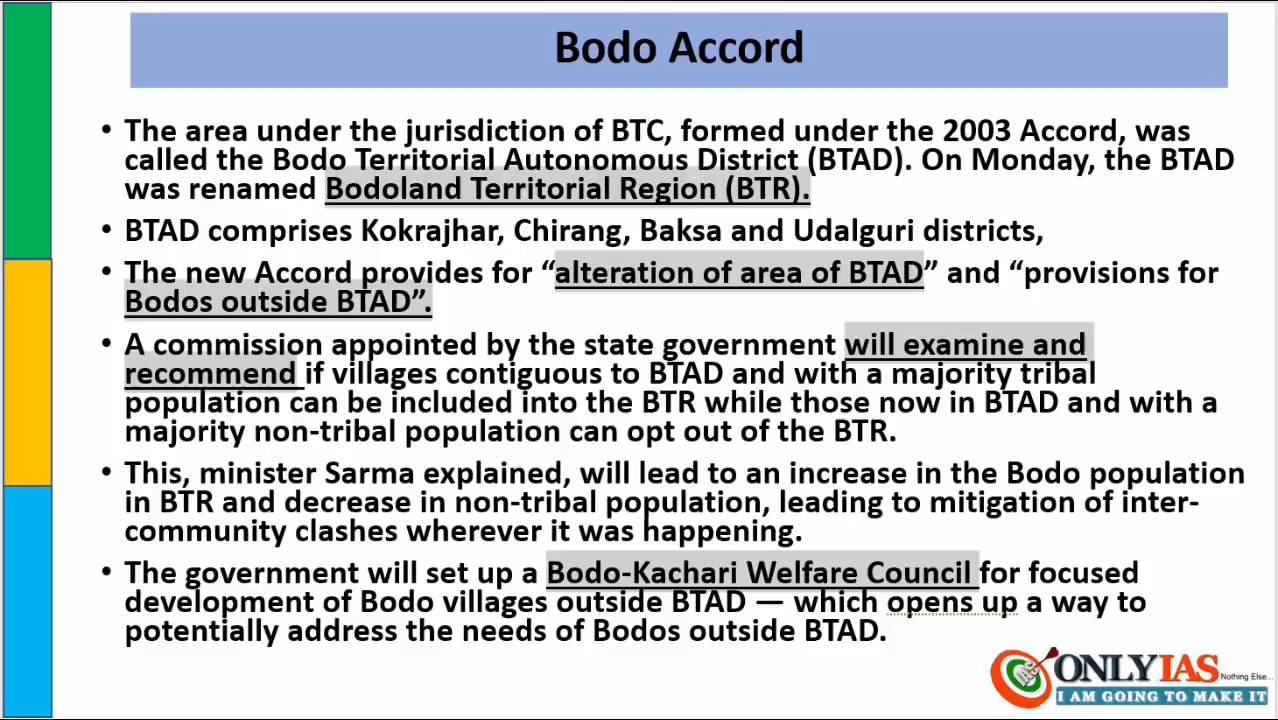 Bodo Accord
• The area under the jurisdiction of BTC, formed under the 2003 Accord, was
called the Bodo Territorial Autonomous District (BTAD). On Monday, the BTAD
was renamed Bodoland Territorial Region (BTR).
• BTAD comprises Kokrajhar, Chirang, Baksa and Udalguri districts,
• The new Accord provides for “alteration of area of BTAD” and “provisions for
Bodos outside BTAD”.
• A commission appointed by the state government will examine and
recommend if villages contiguous to BTAD and with a majority tribal
population can be included into the BTR while those now in BTAD and with a
majority non-tribal population can opt out of the BTR.
• This, minister Sarma explained, will lead to an increase in the Bodo population
in BTR and decrease in non-tribal population, leading to mitigation of inter-
community clashes wherever it was happening.
• The government will set up a Bodo-Kachari Welfare Council for focused
development of Bodo villages outside BTAD — which opens up a way to
potentially address the needs of Bodos outside BTAD.
ONLYIAS Nothing Else...
I AM GOING TO MAKE IT